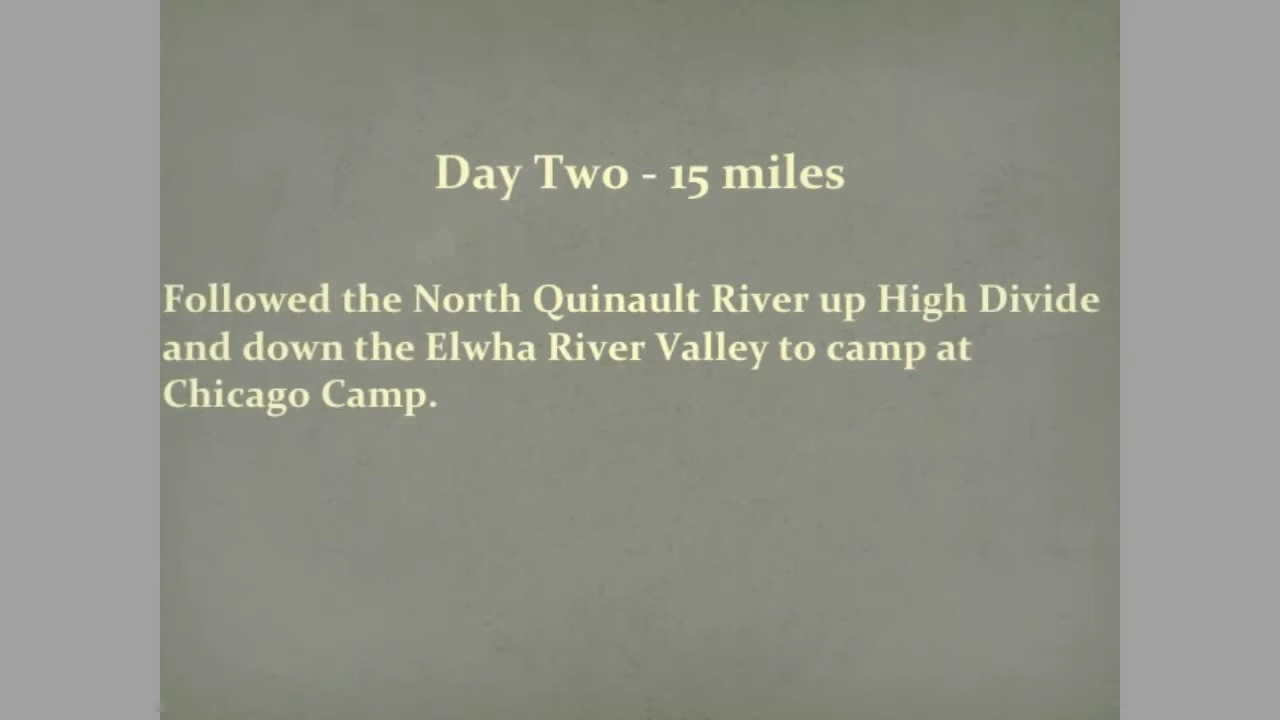 Day Two - 15 miles
Followed the North Quinault River up High Divide
and down the Elwha River Valley to camp at
Chicago Camp.